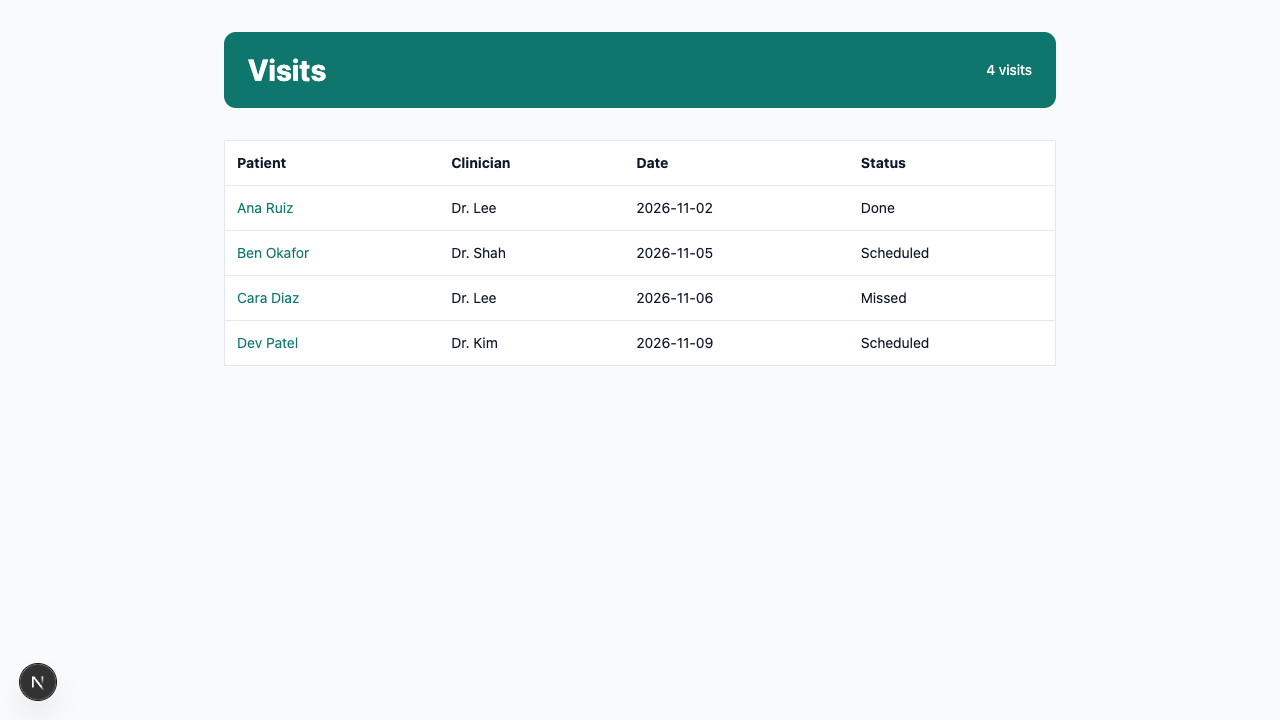 Visits
4 visits
Patient Clinician Date Status
Ana Ruiz Dr. Lee 2026-11-02 Done
Ben Okafor Dr. Shah 2026-11-05 Scheduled
Cara Diaz Dr. Lee 2026-11-06 Missed
Dev Patel Dr. Kim 2026-11-09 Scheduled
N